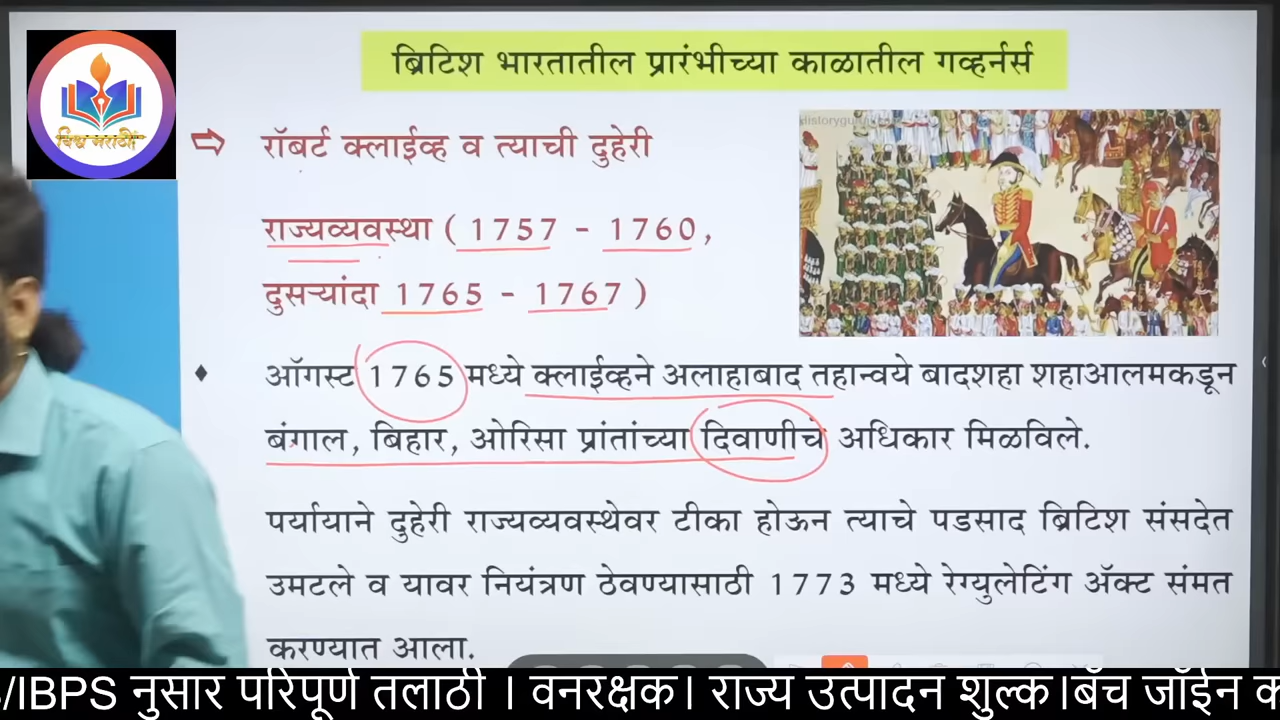 ब्रिटिश भारतातील प्रारंभीच्या काळातील गव्हर्नर्स
विश्व मराठी
रॉबर्ट क्लाईव्ह व त्याची दुहेरी
राज्यव्यवस्था ( 1757 - 1760,
दुसऱ्यांदा 1765 - 1767 )
ऑगस्ट 1765 मध्ये क्लाईव्हने अलाहाबाद तहान्वये बादशहा शहाआलमकडून
बंगाल, बिहार, ओरिसा प्रांतांच्या दिवाणीचे अधिकार मिळविले.
पर्यायाने दुहेरी राज्यव्यवस्थेवर टीका होऊन त्याचे पडसाद ब्रिटिश संसदेत
उमटले व यावर नियंत्रण ठेवण्यासाठी 1773 मध्ये रेग्युलेटिंग ॲक्ट संमत
करण्यात आला.
/IBPS नुसार परिपूर्ण तलाठी । वनरक्षक। राज्य उत्पादन शुल्क।बॅच जॉईन